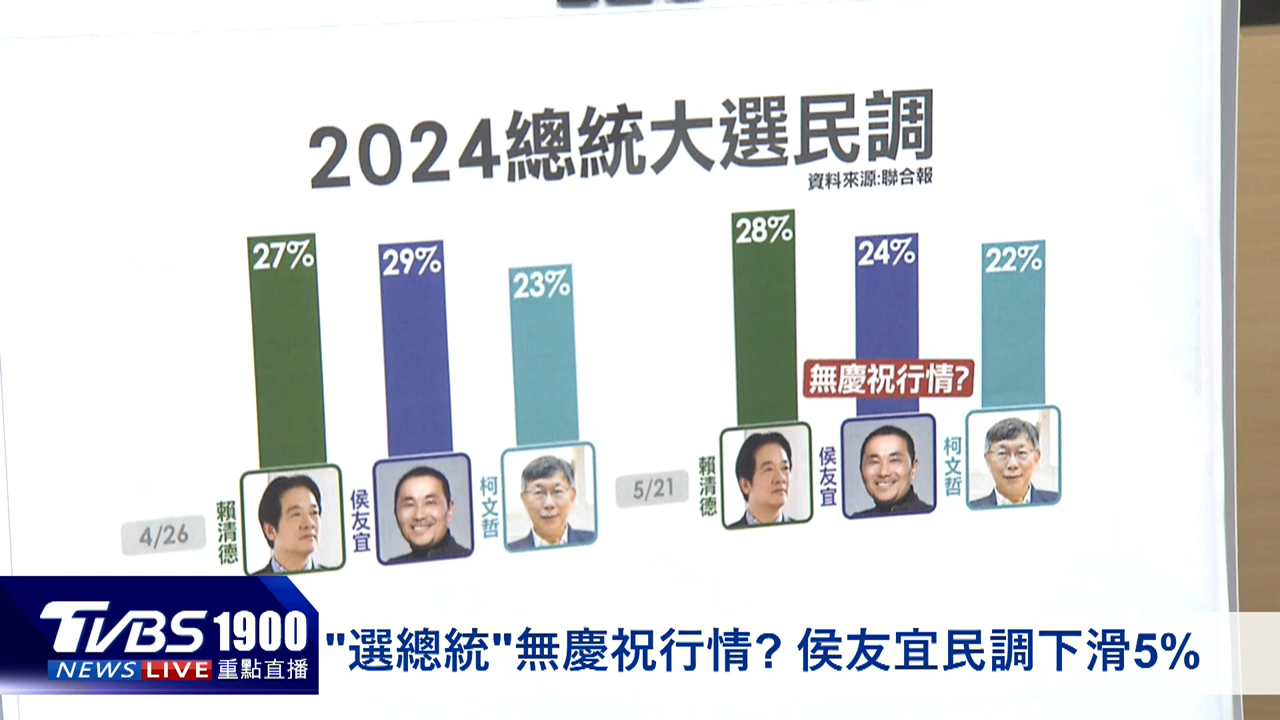 2024總統大選民調
資料來源:聯合報
27%
29%
23%
賴清德
侯友宜
柯文哲
4/26
28%
24%
22%
無慶祝行情?
賴清德
侯友宜
柯文哲
5/21
TVBS 1900
NEWS LIVE 重點直播
"選總統"無慶祝行情? 侯友宜民調下滑5%